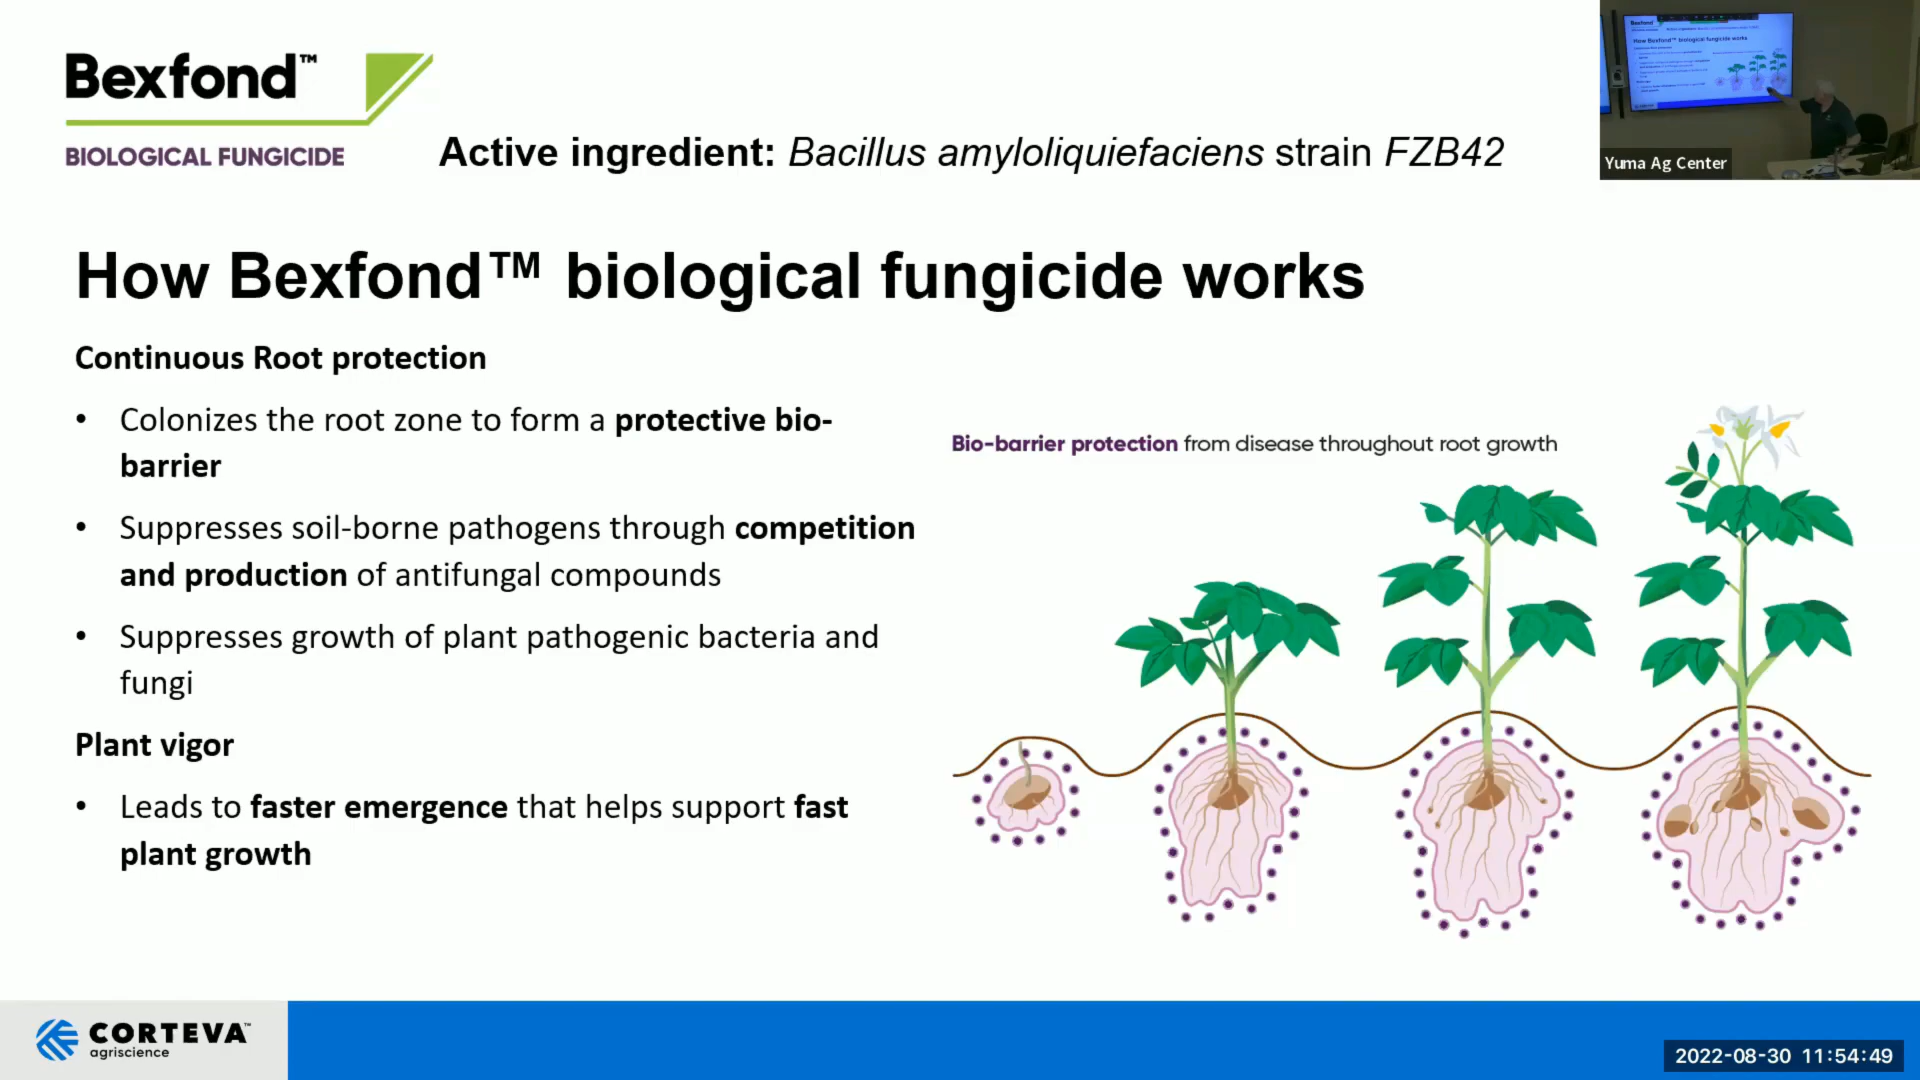 Bexfond™
BIOLOGICAL FUNGICIDE
Active ingredient: Bacillus amyloliquiefaciens strain FZB42
Yuma Ag Center
How Bexfond™ biological fungicide works
Continuous Root protection
• Colonizes the root zone to form a protective bio-
barrier
• Suppresses soil-borne pathogens through competition
and production of antifungal compounds
• Suppresses growth of plant pathogenic bacteria and
fungi
Plant vigor
• Leads to faster emergence that helps support fast
plant growth
Bio-barrier protection from disease throughout root growth
CORTEVA™
agriscience
2022-08-30 11:54:49